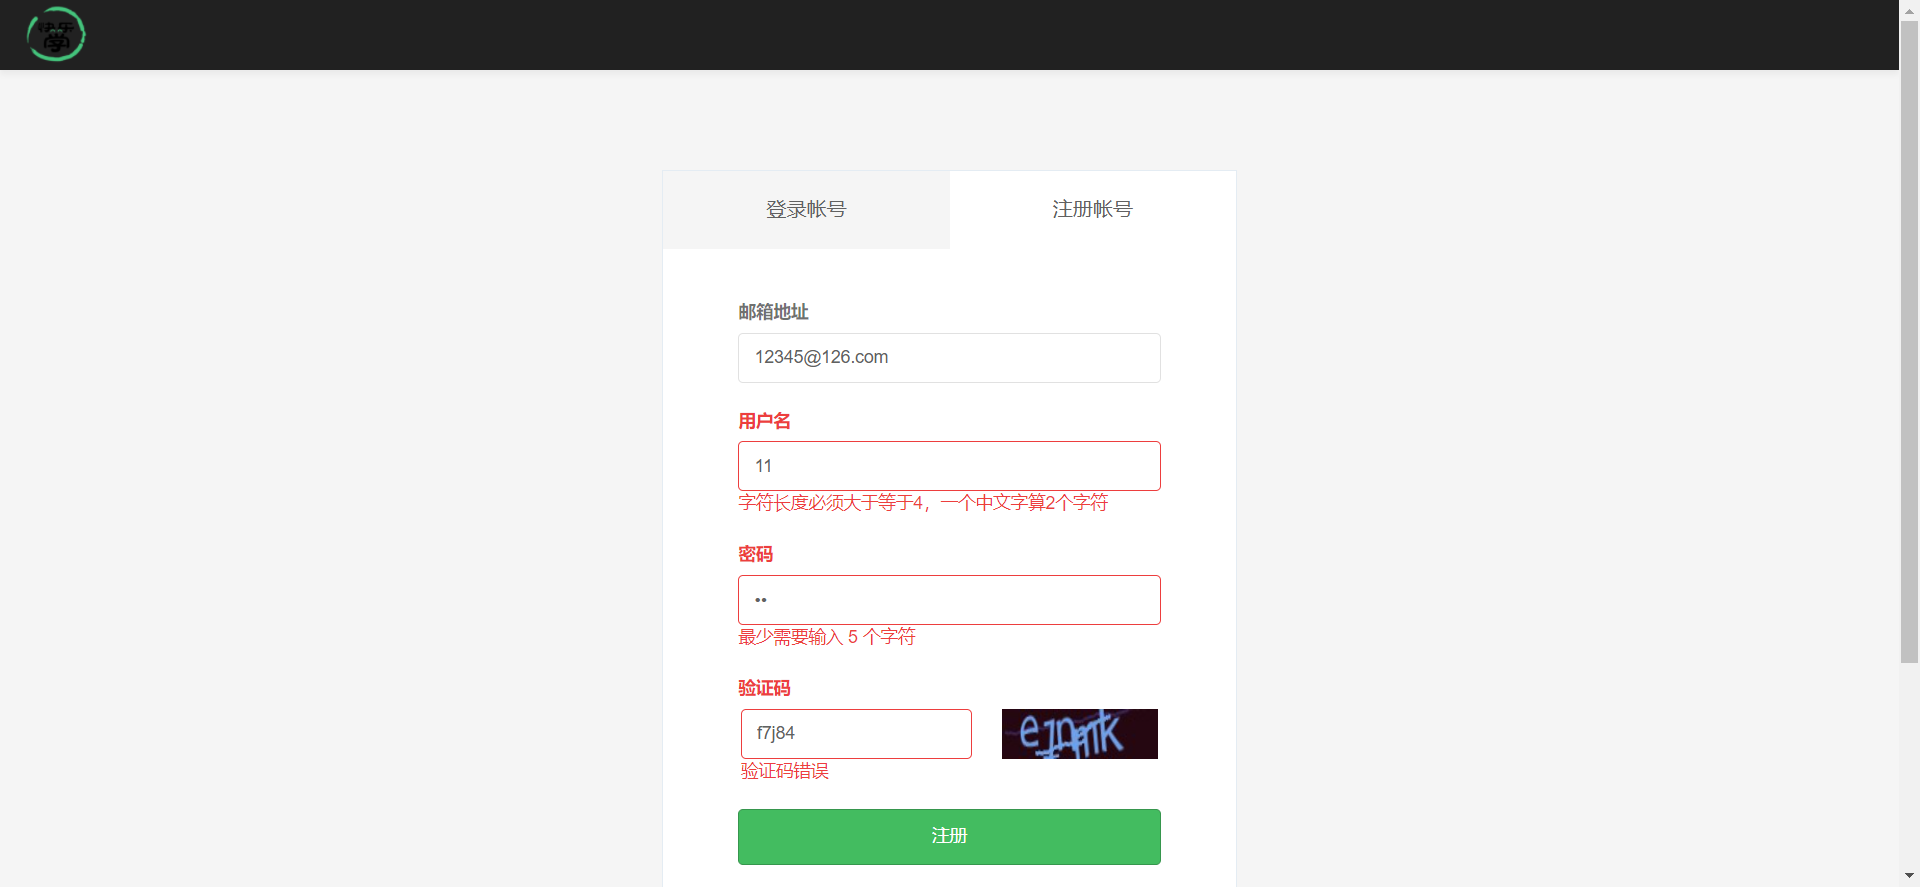 快乐
學
登录帐号
注册帐号
邮箱地址
12345@126.com
用户名
11
字符长度必须大于等于4，一个中文字算2个字符
密码
••
最少需要输入 5 个字符
验证码
f7j84
验证码错误
注册